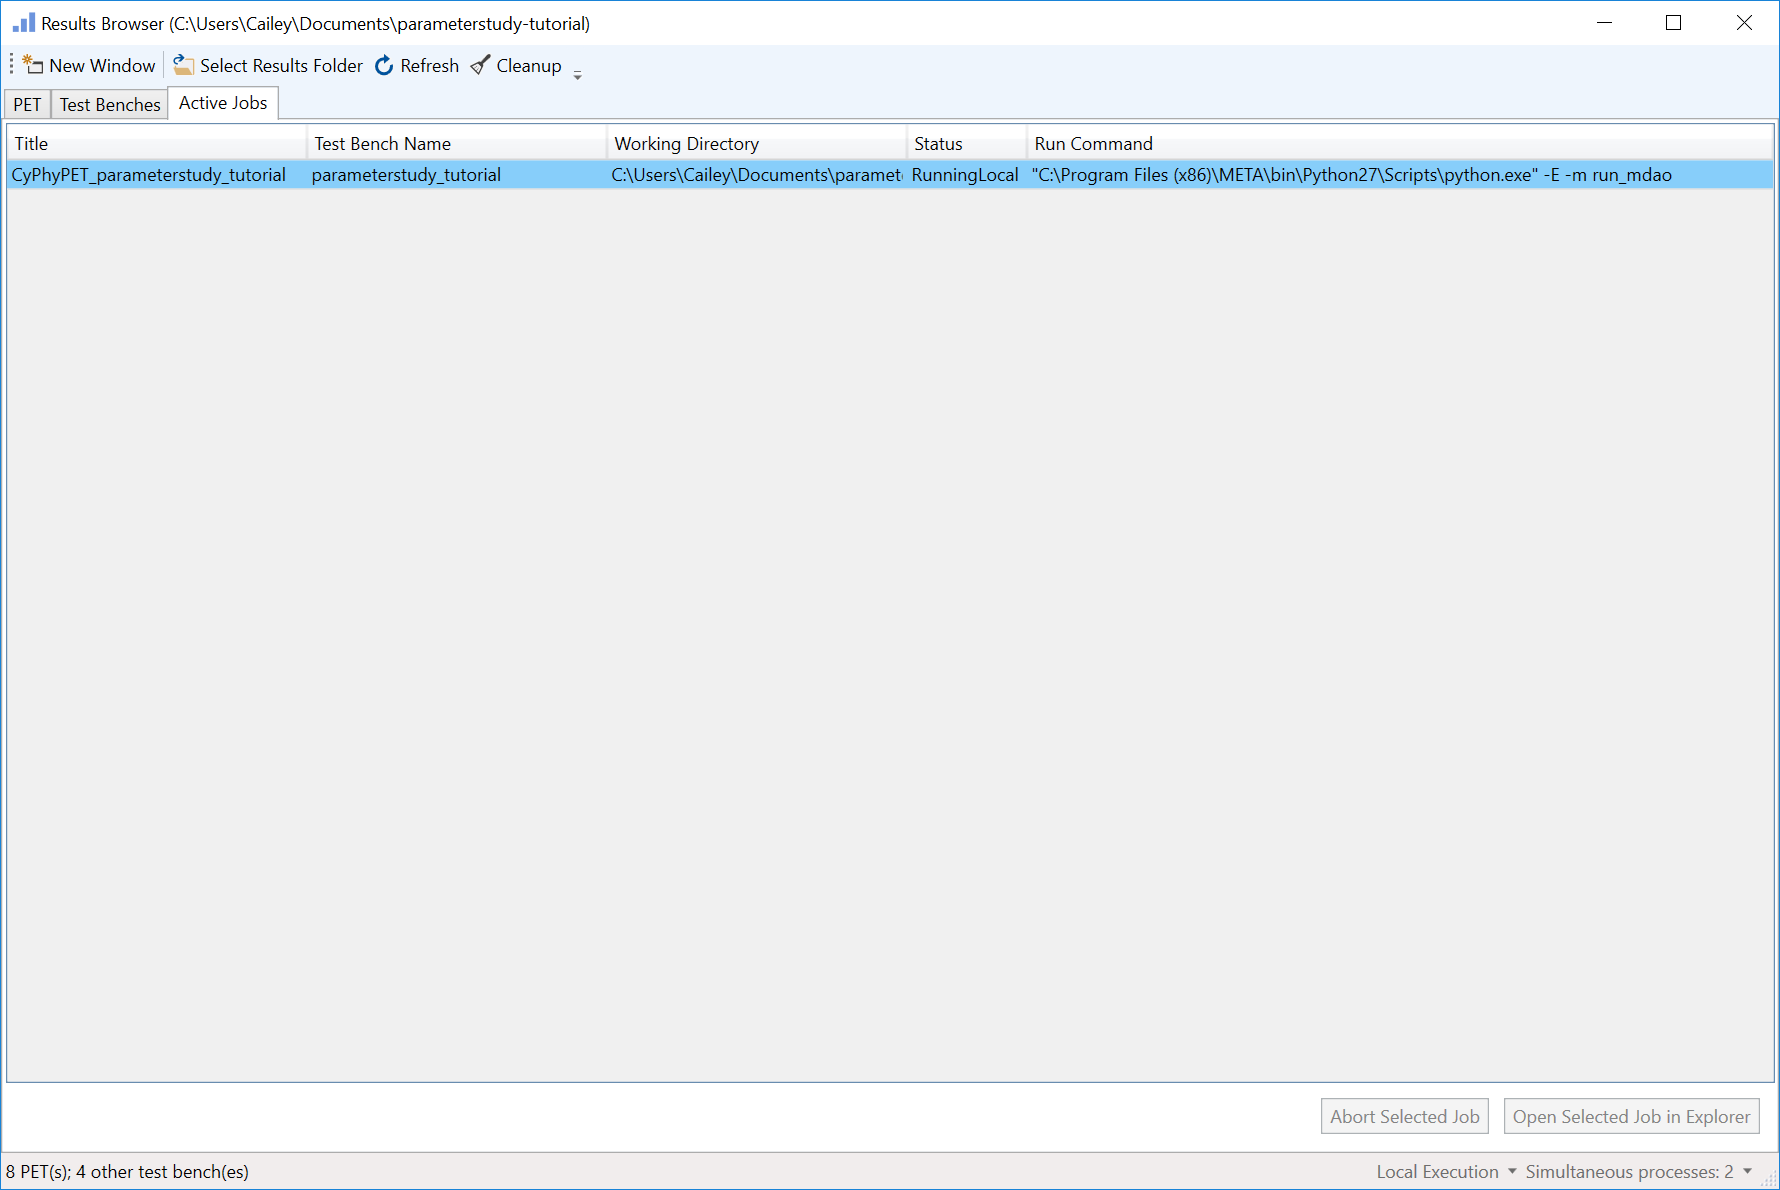 Results Browser (C:\Users\Cailey\Documents\parameterstudy-tutorial)
New Window Select Results Folder Refresh Cleanup
PET Test Benches Active Jobs
Title Test Bench Name Working Directory Status Run Command
CyPhyPET_parameterstudy_tutorial parameterstudy_tutorial C:\Users\Cailey\Documents\paramet RunningLocal "C:\Program Files (x86)\META\bin\Python27\Scripts\python.exe" -E -m run_mdao
Abort Selected Job Open Selected Job in Explorer
8 PET(s); 4 other test bench(es) Local Execution Simultaneous processes: 2